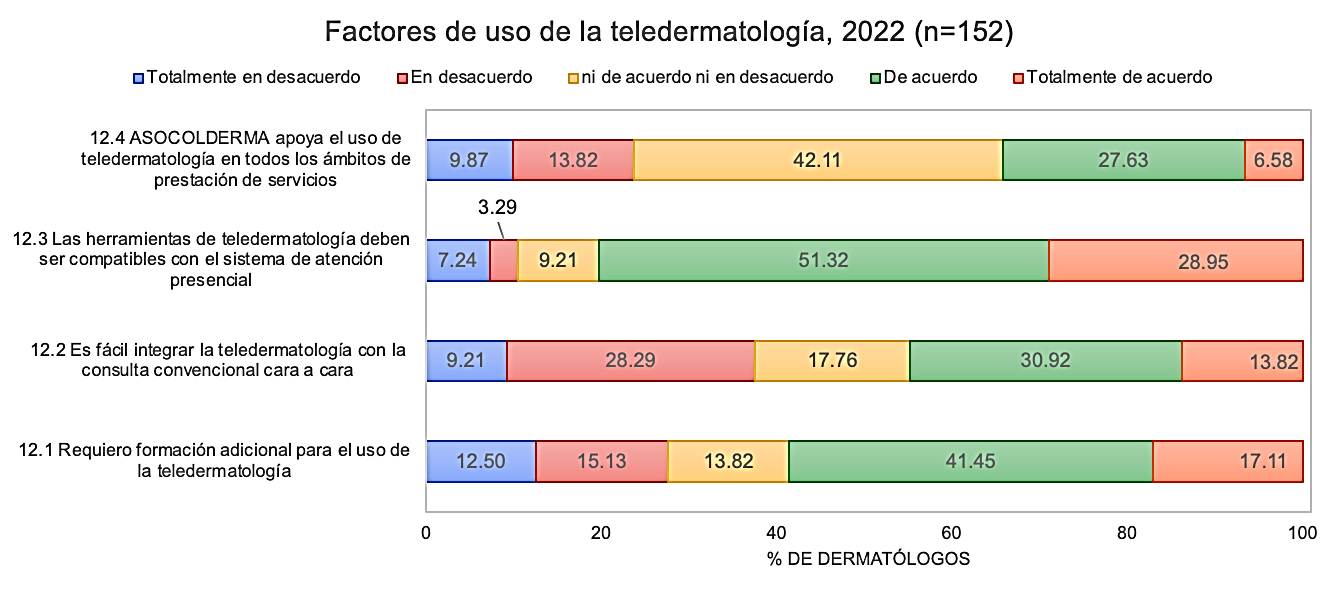 Factores de uso de la teledermatología, 2022 (n=152)
Totalmente en desacuerdo En desacuerdo ni de acuerdo ni en desacuerdo De acuerdo Totalmente de acuerdo
12.4 ASOCOLDERMA apoya el uso de
teledermatología en todos los ámbitos de
prestación de servicios
9.87 13.82 42.11 27.63 6.58
3.29
12.3 Las herramientas de teledermatología deben
ser compatibles con el sistema de atención
presencial
7.24 9.21 51.32 28.95
12.2 Es fácil integrar la teledermatología con la
consulta convencional cara a cara
9.21 28.29 17.76 30.92 13.82
12.1 Requiero formación adicional para el uso de
la teledermatología
12.50 15.13 13.82 41.45 17.11
0 20 40 60 80 100
% DE DERMATÓLOGOS